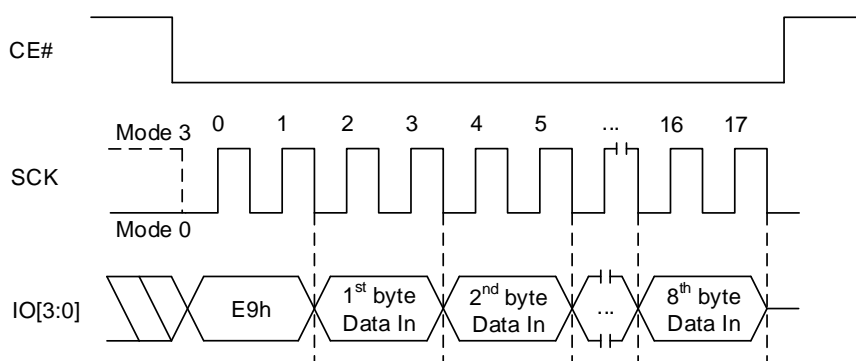 CE#
Mode 3
0 1 2 3 4 5 ... 16 17
SCK
Mode 0
IO[3:0]
E9h
1st byte
Data In
2nd byte
Data In
...
8th byte
Data In